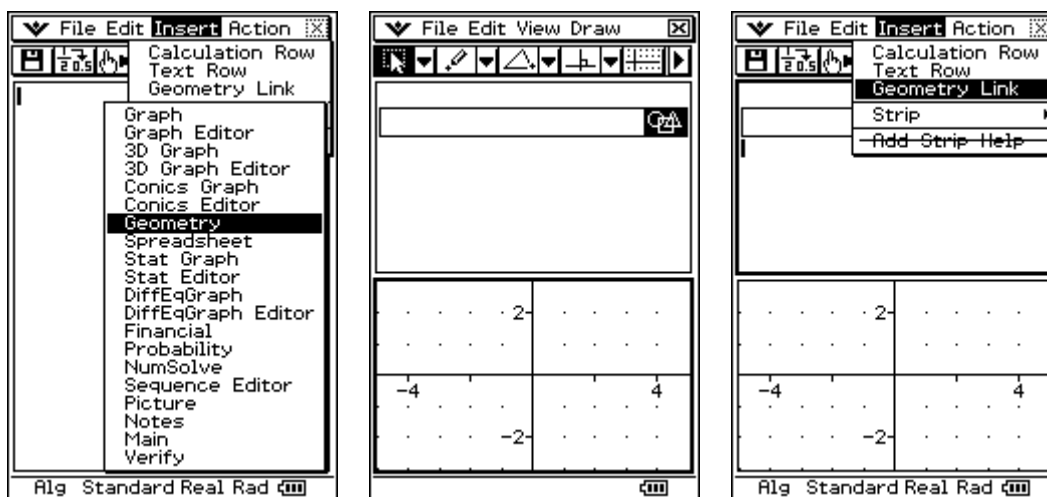 File Edit Insert Action
Calculation Row
Text Row
Geometry Link
Graph
Graph Editor
3D Graph
3D Graph Editor
Conics Graph
Conics Editor
Geometry
Spreadsheet
Stat Graph
Stat Editor
DiffEqGraph
DiffEqGraph Editor
Financial
Probability
NumSolve
Sequence Editor
Picture
Notes
Main
Verify
Alg Standard Real Rad
File Edit View Draw
2
-4 4
-2
File Edit Insert Action
Calculation Row
Text Row
Geometry Link
Strip
Add Strip Help
2
-4 4
-2
Alg Standard Real Rad